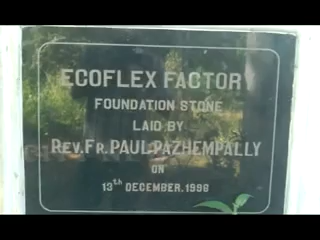 ECOFLEX FACTORY
FOUNDATION STONE
LAID BY
REV. FR. PAUL PAZHEMPALLY
ON
13th DECEMBER. 1998